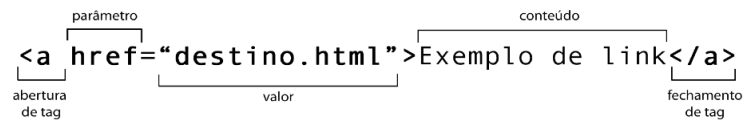 parâmetro
conteúdo
<a href=“destino.html”>Exemplo de link</a>
abertura
de tag
valor
fechamento
de tag